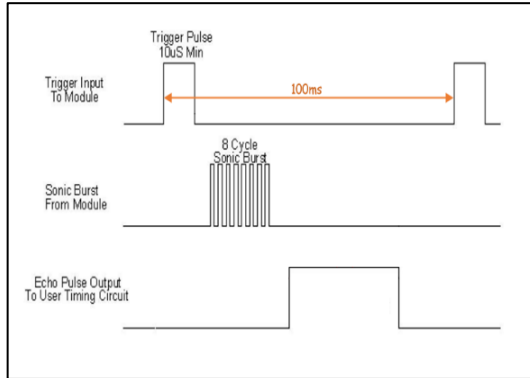 Trigger Pulse
10uS Min
Trigger Input
To Module
100ms
8 Cycle
Sonic Burst
Sonic Burst
From Module
Echo Pulse Output
To User Timing Circuit